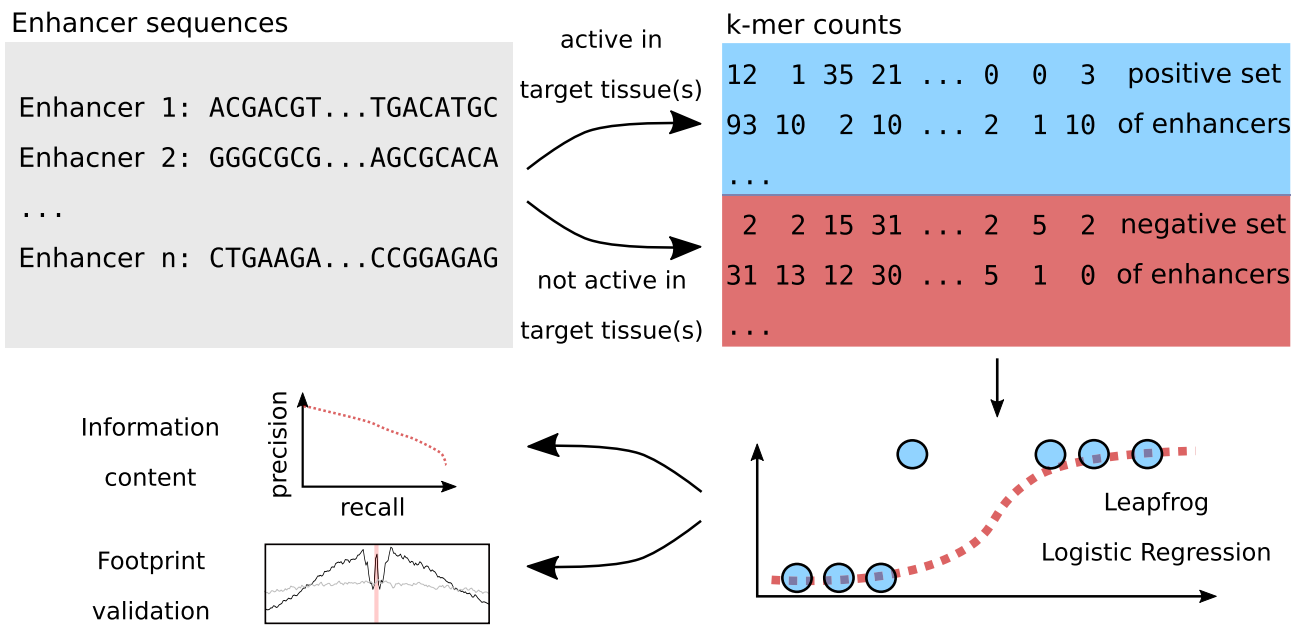 Enhancer sequences
Enhancer 1: ACGACGT...TGACATGC
Enhacner 2: GGGCGCG...AGCGCACA
...
Enhancer n: CTGAAGA...CCGGAGAG
active in
target tissue(s)
not active in
target tissue(s)
k-mer counts
12 1 35 21 ... 0 0 3 positive set
93 10 2 10 ... 2 1 10 of enhancers
...
2 2 15 31 ... 2 5 2 negative set
31 13 12 30 ... 5 1 0 of enhancers
...
Leapfrog
Logistic Regression
Information
content
precision
recall
Footprint
validation